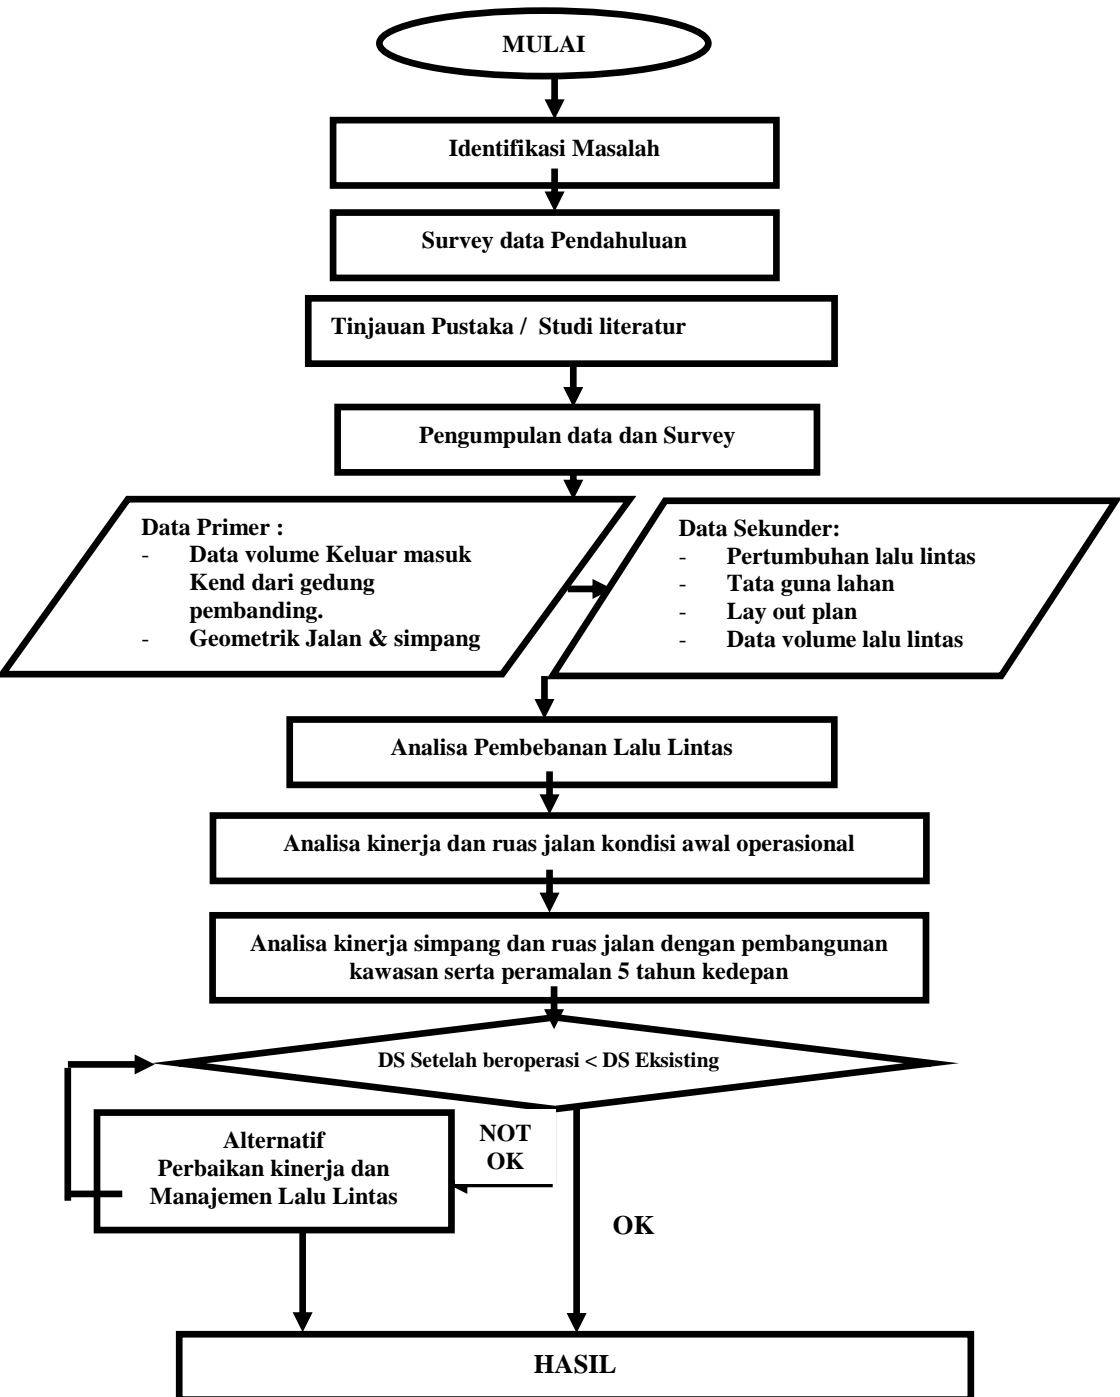 MULAI
Identifikasi Masalah
Survey data Pendahuluan
Tinjauan Pustaka / Studi literatur
Pengumpulan data dan Survey
Data Primer :
- Data volume Keluar masuk
Kend dari gedung
pembanding.
- Geometrik Jalan & simpang
Data Sekunder:
- Pertumbuhan lalu lintas
- Tata guna lahan
- Lay out plan
- Data volume lalu lintas
Analisa Pembebanan Lalu Lintas
Analisa kinerja dan ruas jalan kondisi awal operasional
Analisa kinerja simpang dan ruas jalan dengan pembangunan
kawasan serta peramalan 5 tahun kedepan
DS Setelah beroperasi < DS Eksisting
Alternatif
Perbaikan kinerja dan
Manajemen Lalu Lintas
NOT
OK
OK
HASIL